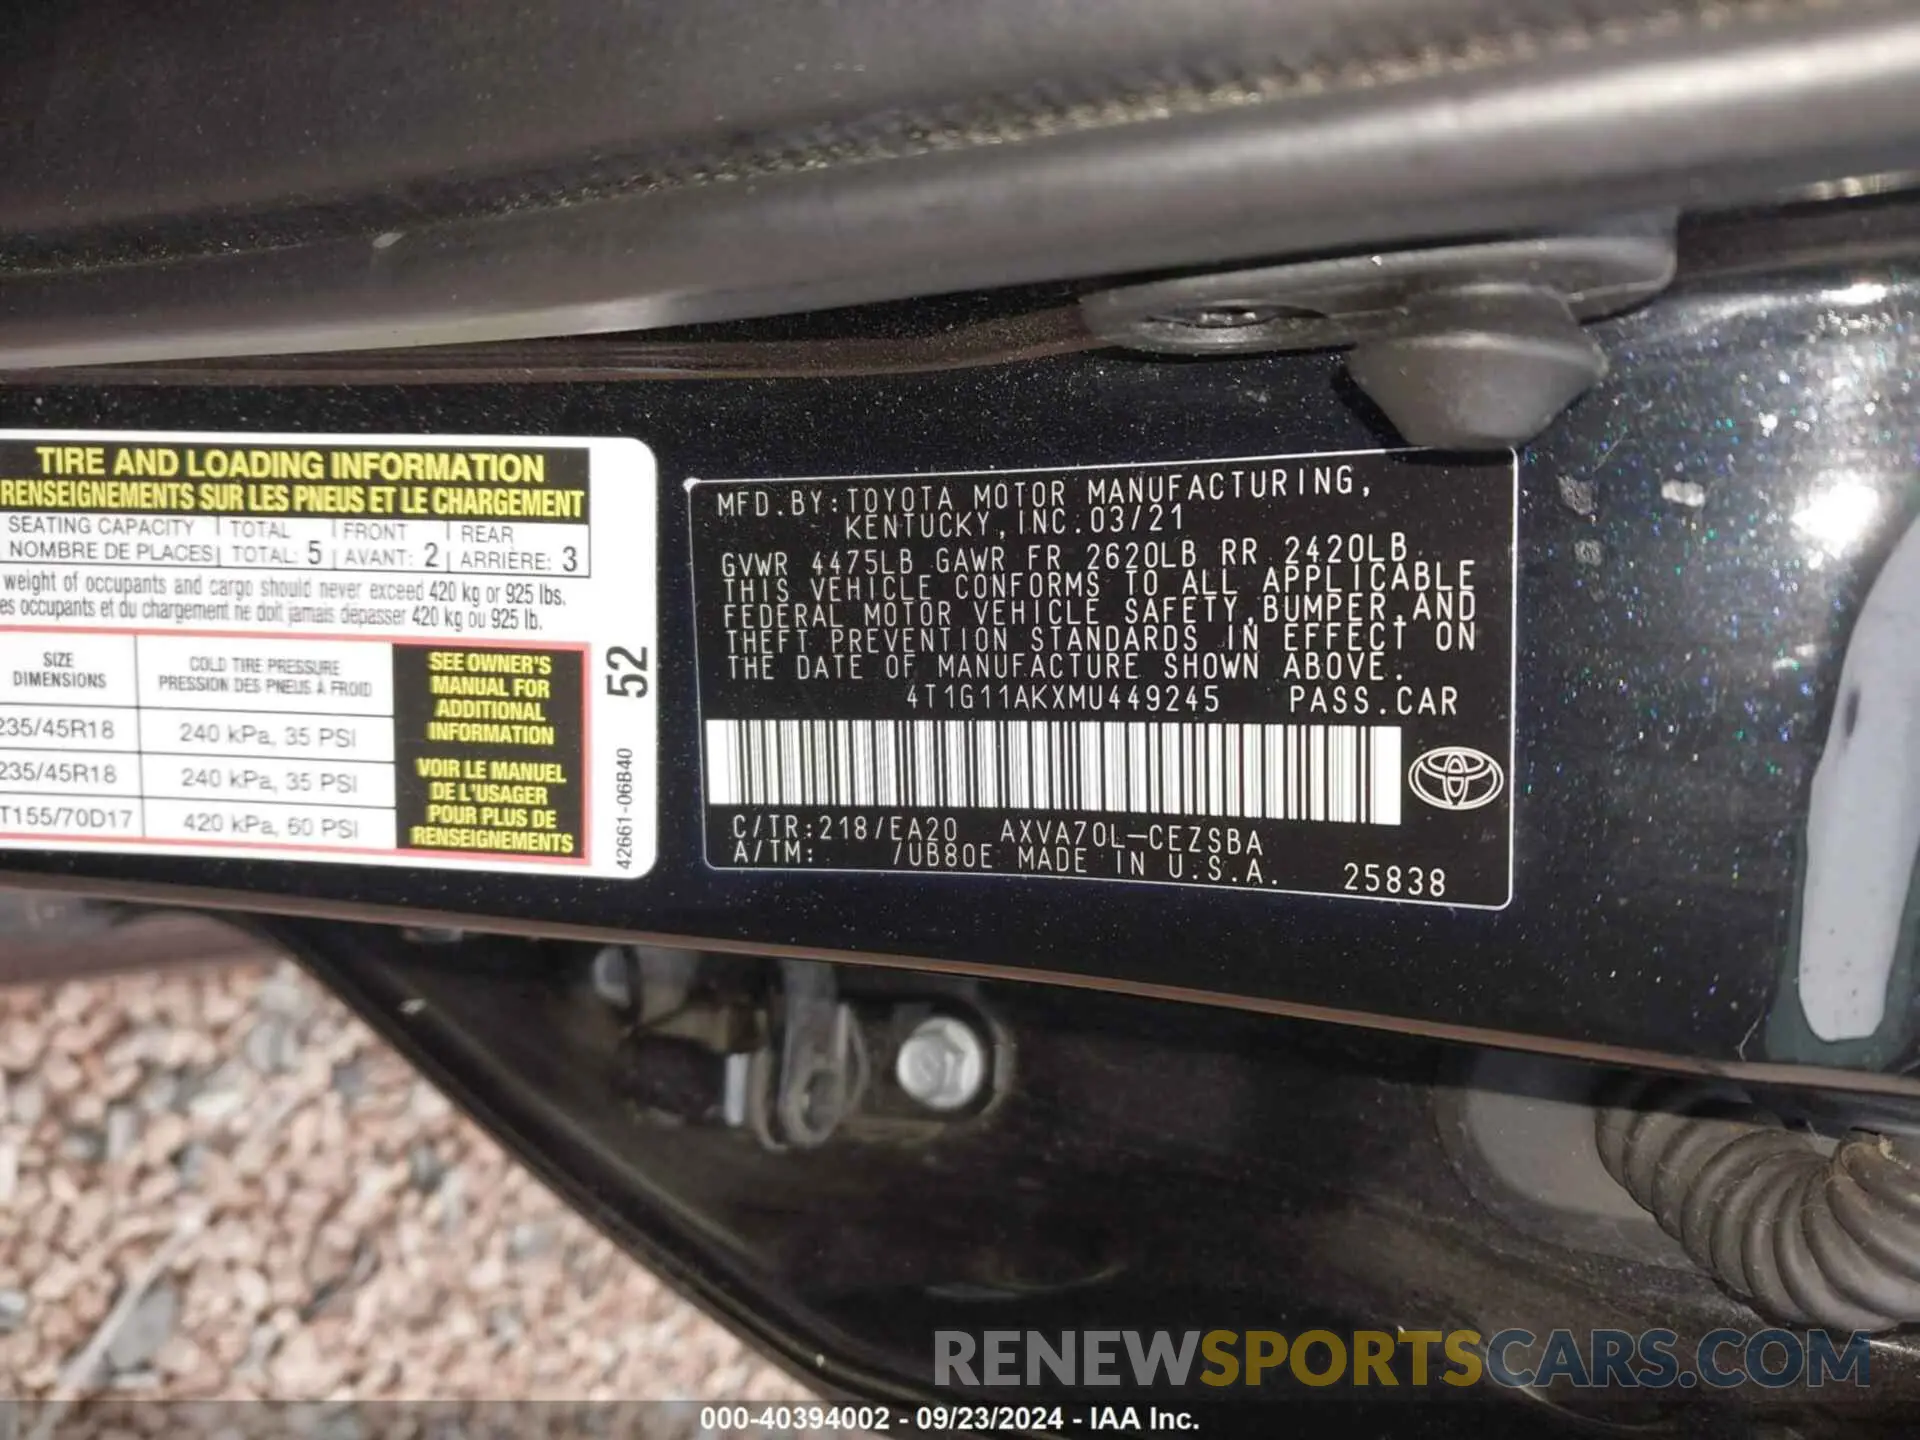 TIRE AND LOADING INFORMATION
RENSEIGNEMENTS SUR LES PNEUS ET LE CHARGEMENT
SEATING CAPACITY TOTAL FRONT REAR
NOMBRE DE PLACES TOTAL: 5 AVANT: 2 ARRIÈRE: 3
weight of occupants and cargo should never exceed 420 kg or 925 lbs.
es occupants et du chargement ne doit jamais dépasser 420 kg ou 925 lb.
SIZE
DIMENSIONS
COLD TIRE PRESSURE
PRESSION DES PNEUS À FROID
235/45R18 240 kPa, 35 PSI
235/45R18 240 kPa, 35 PSI
T155/70D17 420 kPa, 60 PSI
SEE OWNER'S
MANUAL FOR
ADDITIONAL
INFORMATION
VOIR LE MANUEL
DE L'USAGER
POUR PLUS DE
RENSEIGNEMENTS
52
42661-06B40
MFD.BY:TOYOTA MOTOR MANUFACTURING,
KENTUCKY,INC.03/21
GVWR 4475LB GAWR FR 2620LB RR 2420LB
THIS VEHICLE CONFORMS TO ALL APPLICABLE
FEDERAL MOTOR VEHICLE SAFETY,BUMPER,AND
THEFT PREVENTION STANDARDS IN EFFECT ON
THE DATE OF MANUFACTURE SHOWN ABOVE.
4T1G11AKXMU449245 PASS.CAR
C/TR:218/EA20 AXVA70L-CEZSBA
A/TM: /UB80E MADE IN U.S.A.
25838
RENEWSPORTSCARS.COM
000-40394002 - 09/23/2024 - IAA Inc.